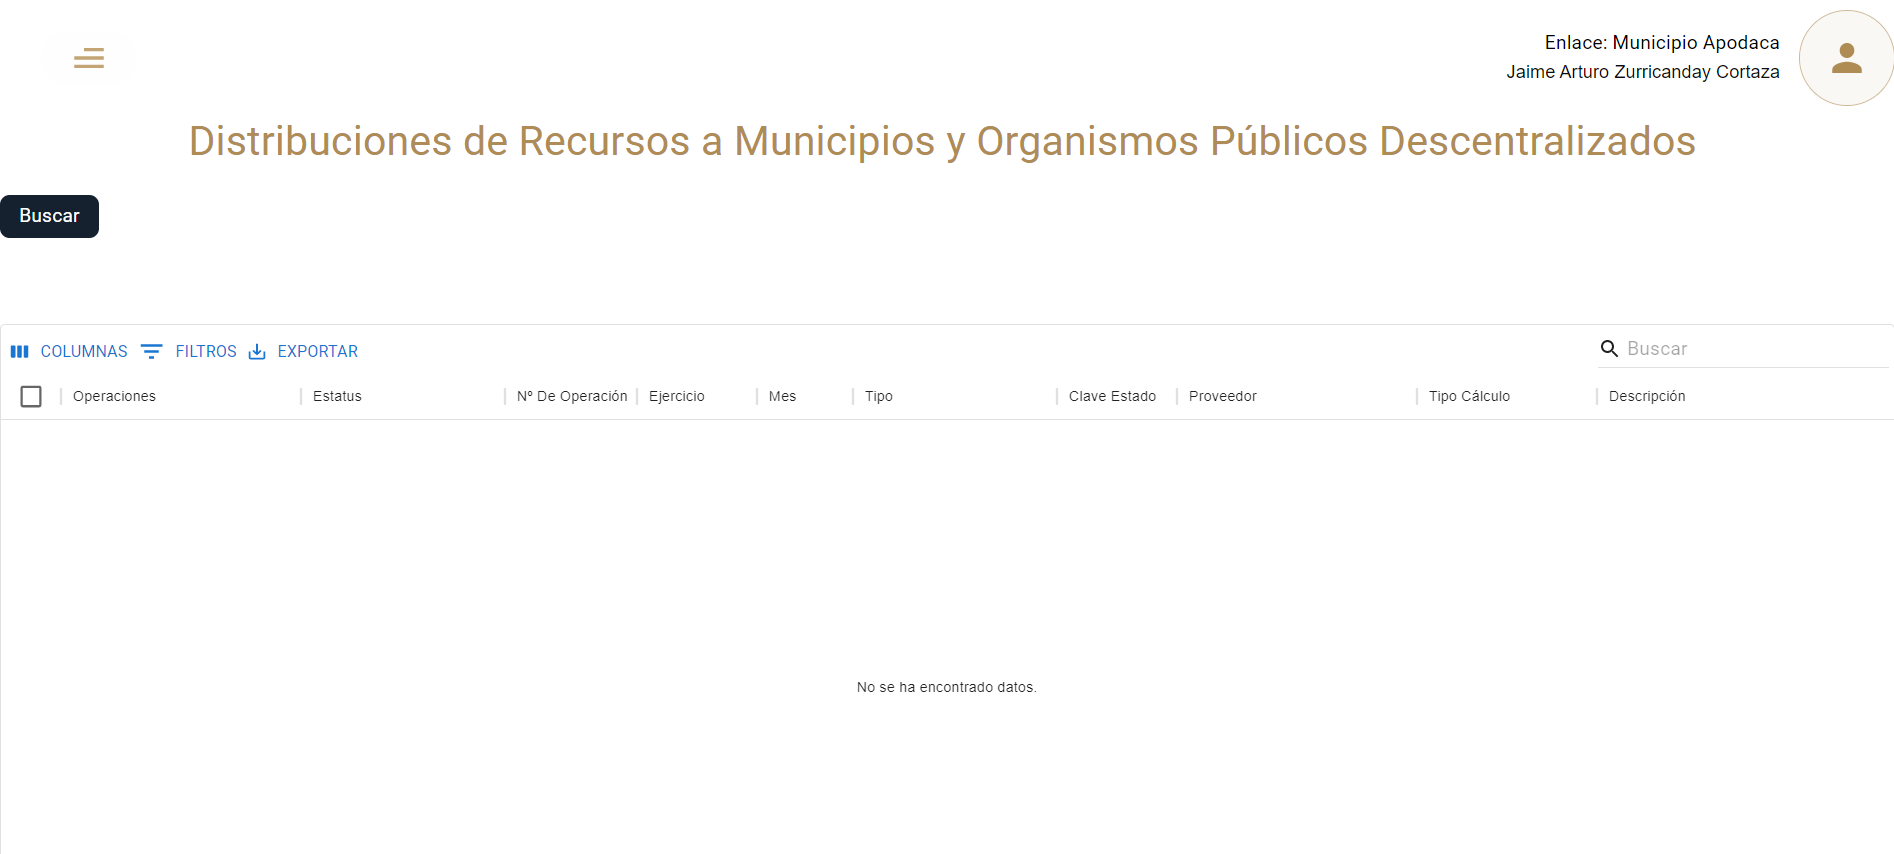 Enlace: Municipio Apodaca
Jaime Arturo Zurricanday Cortaza
Distribuciones de Recursos a Municipios y Organismos Públicos Descentralizados
Buscar
COLUMNAS FILTROS EXPORTAR Buscar
Operaciones Estatus Nº De Operación Ejercicio Mes Tipo Clave Estado Proveedor Tipo Cálculo Descripción
No se ha encontrado datos.